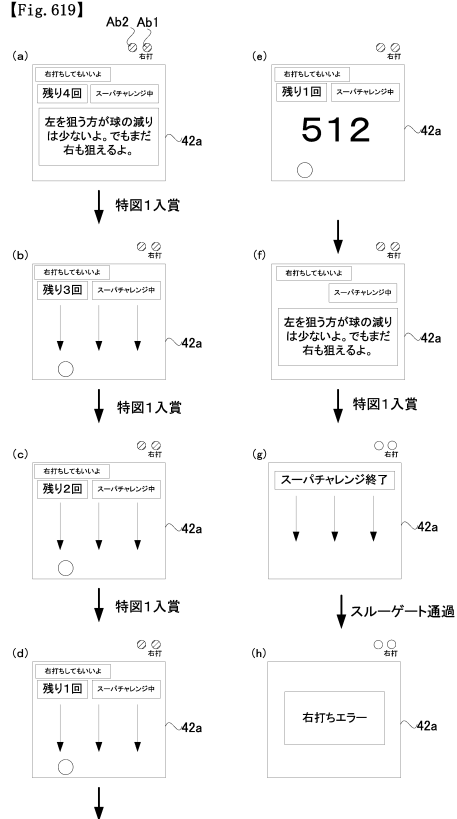 【Fig. 619】
Ab2 Ab1
(a)
右打
右打ちしてもいいよ
残り4回 スーパチャレンジ中
左を狙う方が球の減り
は少ないよ。でもまだ
右も狙えるよ。
42a
特図1入賞
(b)
右打
右打ちしてもいいよ
残り3回 スーパチャレンジ中
42a
特図1入賞
(c)
右打
右打ちしてもいいよ
残り2回 スーパチャレンジ中
42a
特図1入賞
(d)
右打
右打ちしてもいいよ
残り1回 スーパチャレンジ中
42a
(e)
右打
右打ちしてもいいよ
残り1回 スーパチャレンジ中
512
42a
(f)
右打
右打ちしてもいいよ
スーパチャレンジ中
左を狙う方が球の減り
は少ないよ。でもまだ
右も狙えるよ。
42a
特図1入賞
(g)
右打
スーパチャレンジ終了
42a
スルーゲート通過
(h)
右打
右打ちエラー
42a